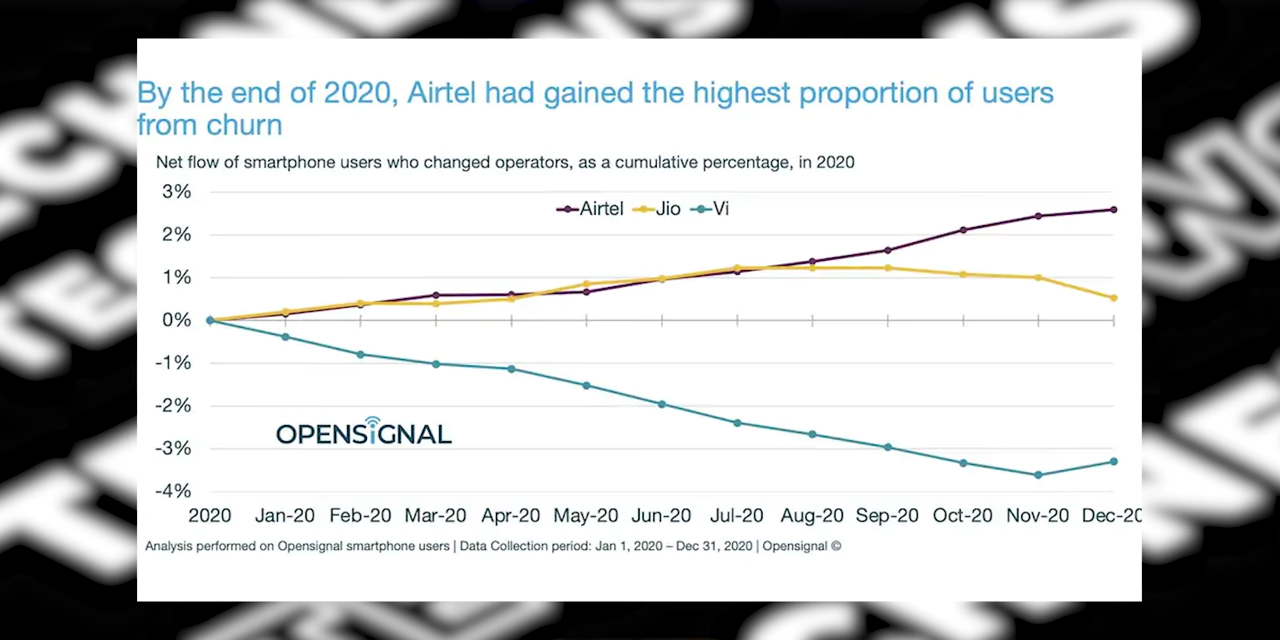 By the end of 2020, Airtel had gained the highest proportion of users
from churn
Net flow of smartphone users who changed operators, as a cumulative percentage, in 2020
3%
Airtel Jio Vi
2%
1%
0%
-1%
-2%
OPENSIGNAL
-3%
-4%
2020 Jan-20 Feb-20 Mar-20 Apr-20 May-20 Jun-20 Jul-20 Aug-20 Sep-20 Oct-20 Nov-20 Dec-20
Analysis performed on Opensignal smartphone users | Data Collection period: Jan 1, 2020 – Dec 31, 2020 | Opensignal ©